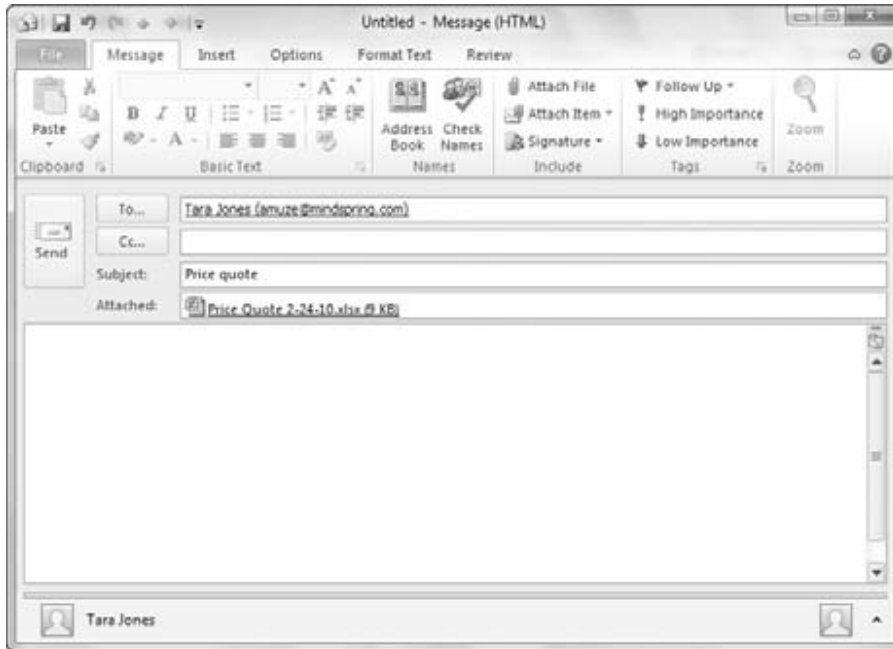 Untitled - Message (HTML)
File Message Insert Options Format Text Review
Paste
Clipboard
B I U
A
Basic Text
Address Book
Check Names
Names
Attach File
Attach Item
Signature
Include
Follow Up
High Importance
Low Importance
Tags
Zoom
Zoom
Send
To... Tara Jones (amuze@mindspring.com)
Cc...
Subject: Price quote
Attached: Price Quote 2-24-10.xlsx (9 KB)
Tara Jones